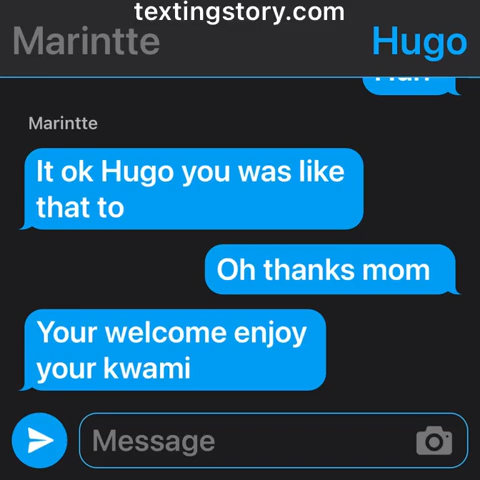 textingstory.com
Marintte
Hugo
Marintte
It ok Hugo you was like
that to
Oh thanks mom
Your welcome enjoy
your kwami
Message